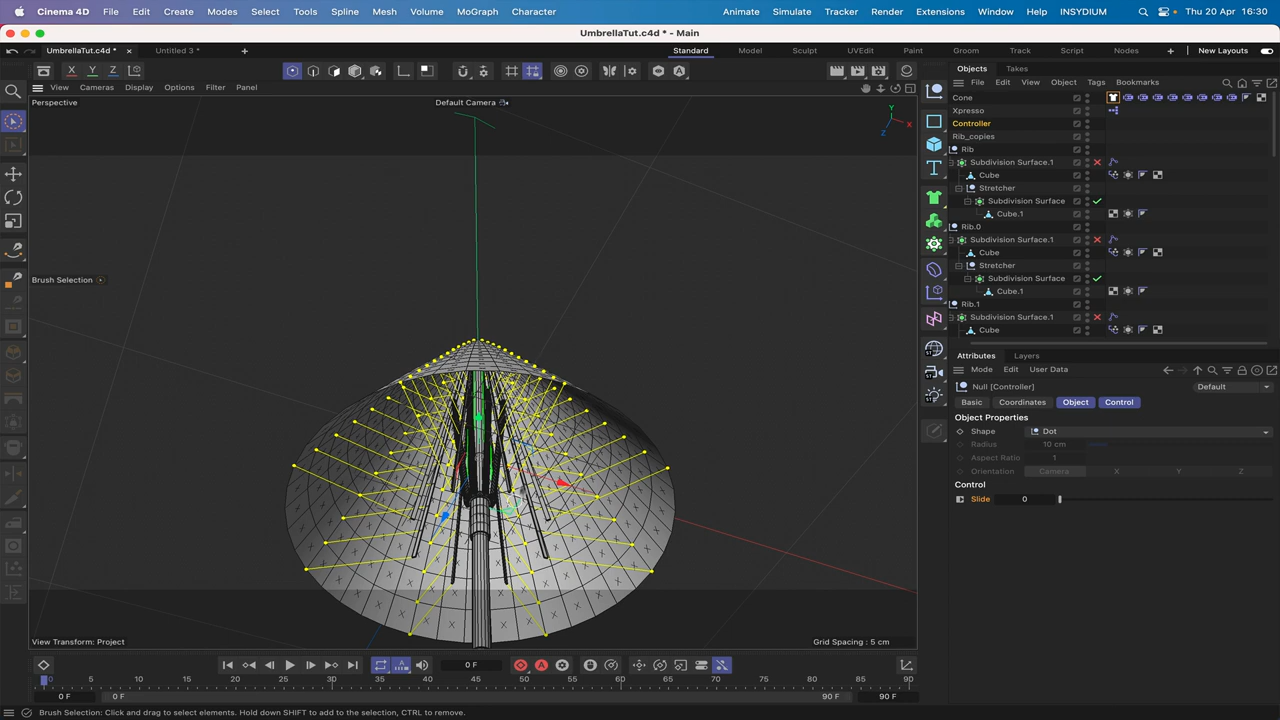 Cinema 4D File Edit Create Modes Select Tools Spline Mesh Volume MoGraph Character Animate Simulate Tracker Render Extensions Window Help INSYDIUM Thu 20 Apr 16:30
UmbrellaTut.c4d * - Main
UmbrellaTut.c4d * × Untitled 3 * + Standard Model Sculpt UVEdit Paint Groom Track Script Nodes + New Layouts
X Y Z
View Cameras Display Options Filter Panel
Perspective
Default Camera
Y
X
Z
Brush Selection
View Transform: Project
Grid Spacing : 5 cm
0 F
0 5 10 15 20 25 30 35 40 45 50 55 60 65 70 75 80 85 90
0 F 0 F 90 F 90 F
Brush Selection: Click and drag to select elements. Hold down SHIFT to add to the selection, CTRL to remove.
Objects Takes
File Edit View Object Tags Bookmarks
Cone
Xpresso
Controller
Rib_copies
Rib
Subdivision Surface.1
Cube
Stretcher
Subdivision Surface
Cube.1
Rib.0
Subdivision Surface.1
Cube
Stretcher
Subdivision Surface
Cube.1
Rib.1
Subdivision Surface.1
Cube
Attributes Layers
Mode Edit User Data
Null [Controller] Default
Basic Coordinates Object Control
Object Properties
Shape Dot
Radius 10 cm
Aspect Ratio 1
Orientation Camera X Y Z
Control
Slide 0
ST
ST
ST